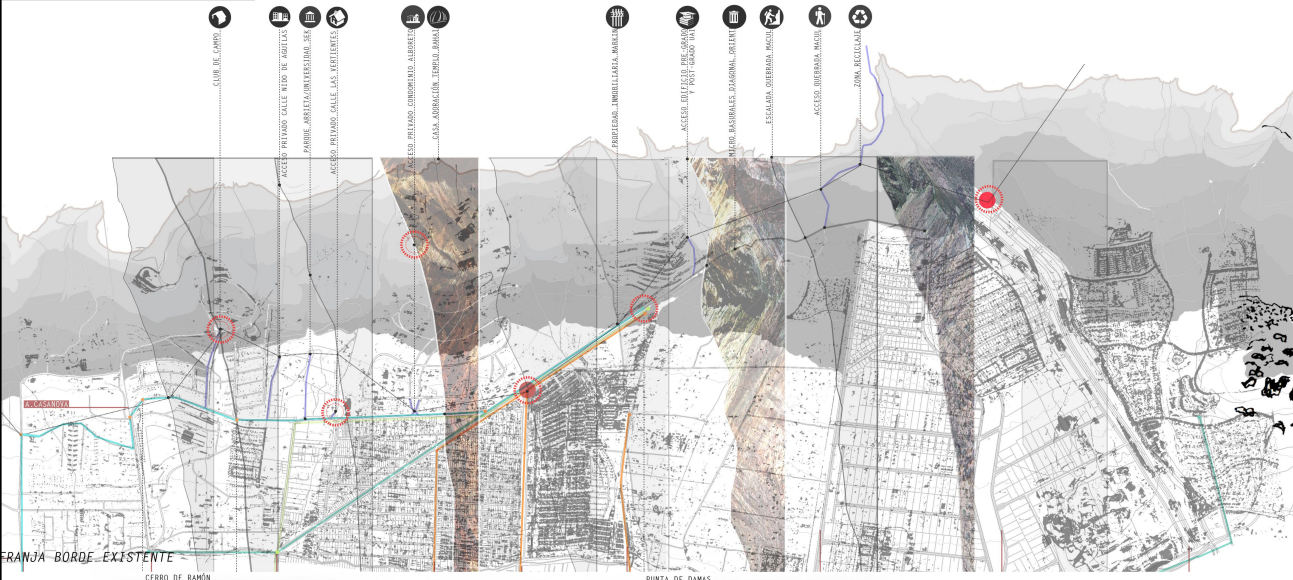 CLUB DE CAMPO
ACCESO PRIVADO CALLE NIDO DE AGUILAS
PARQUE ARRIETA/UNIVERSIDAD SEK
ACCESO PRIVADO CALLE LAS VERTIENTES
ACCESO PRIVADO CONDOMINIO ALBORETO
CASA ADORACIÓN TEMPLO BAHAI
PROPIEDAD INMOBILIARIA MARKIN
ACCESO EDIFICIO PRE-GRADO
Y POST-GRADO UAI
MICRO BASURALES DIAGONAL ORIENT
ESCALADA QUEBRADA MACUL
ACCESO QUEBRADA MACUL
ZONA RECICLAJE
A.CASANOVA
FRANJA BORDE EXISTENTE
CERRO DE RAMÓN
PUNTA DE DAMAS